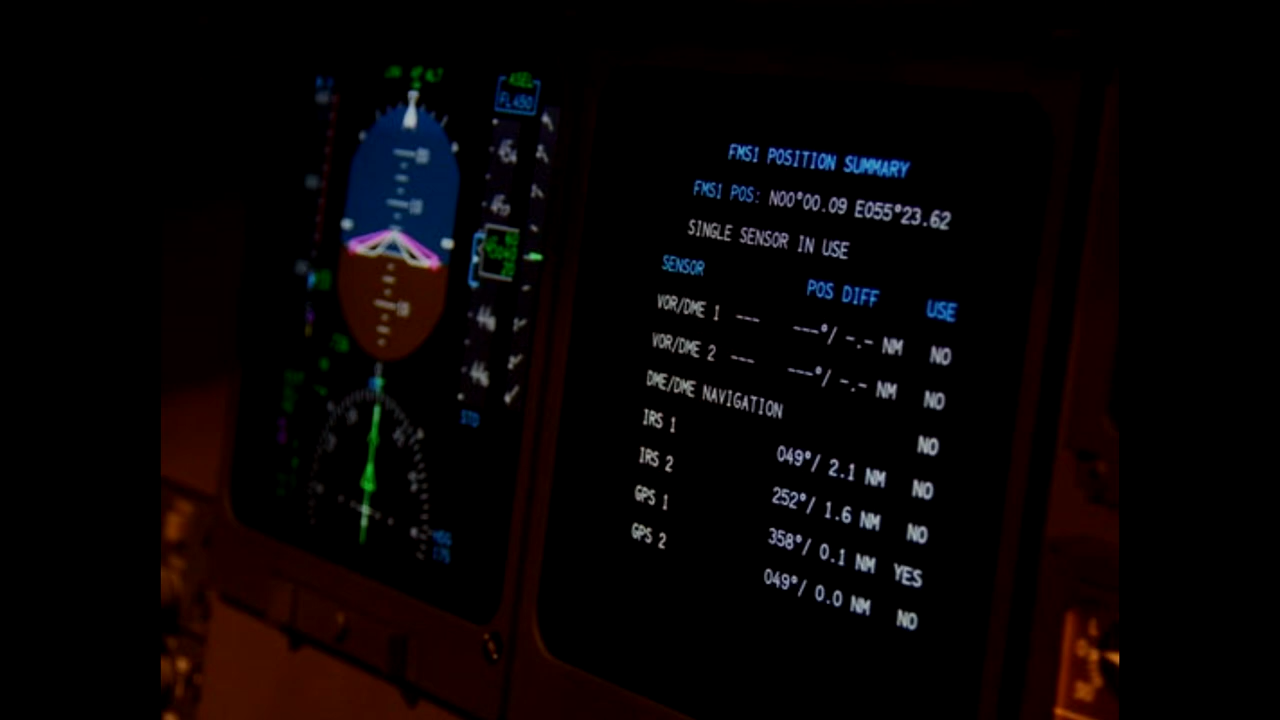 ASEL
FL450
STD
FMS1 POSITION SUMMARY
FMS1 POS: N00°00.09 E055°23.62
SINGLE SENSOR IN USE
SENSOR POS DIFF USE
VOR/DME 1 --- ---°/ -.- NM NO
VOR/DME 2 --- ---°/ -.- NM NO
DME/DME NAVIGATION NO
IRS 1 049°/ 2.1 NM NO
IRS 2 252°/ 1.6 NM NO
GPS 1 358°/ 0.1 NM YES
GPS 2 049°/ 0.0 NM NO